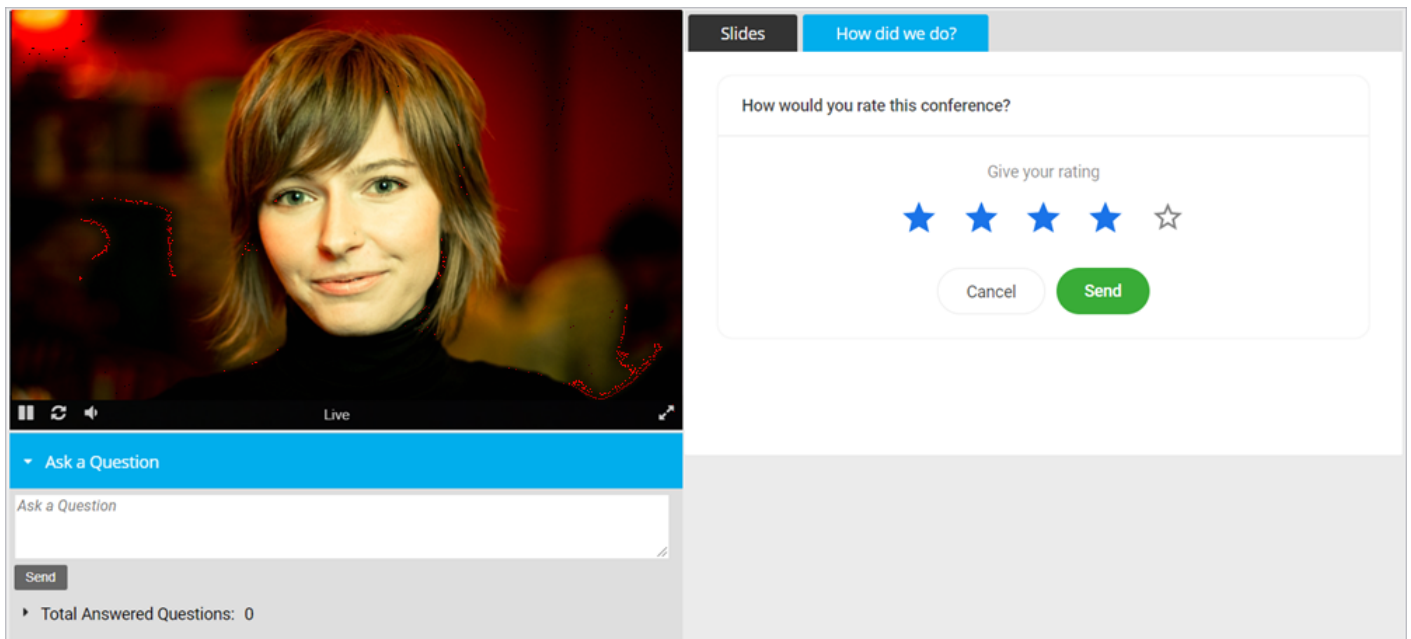 Slides
How did we do?
How would you rate this conference?
Give your rating
Cancel
Send
Live
Ask a Question
Ask a Question
Send
Total Answered Questions: 0